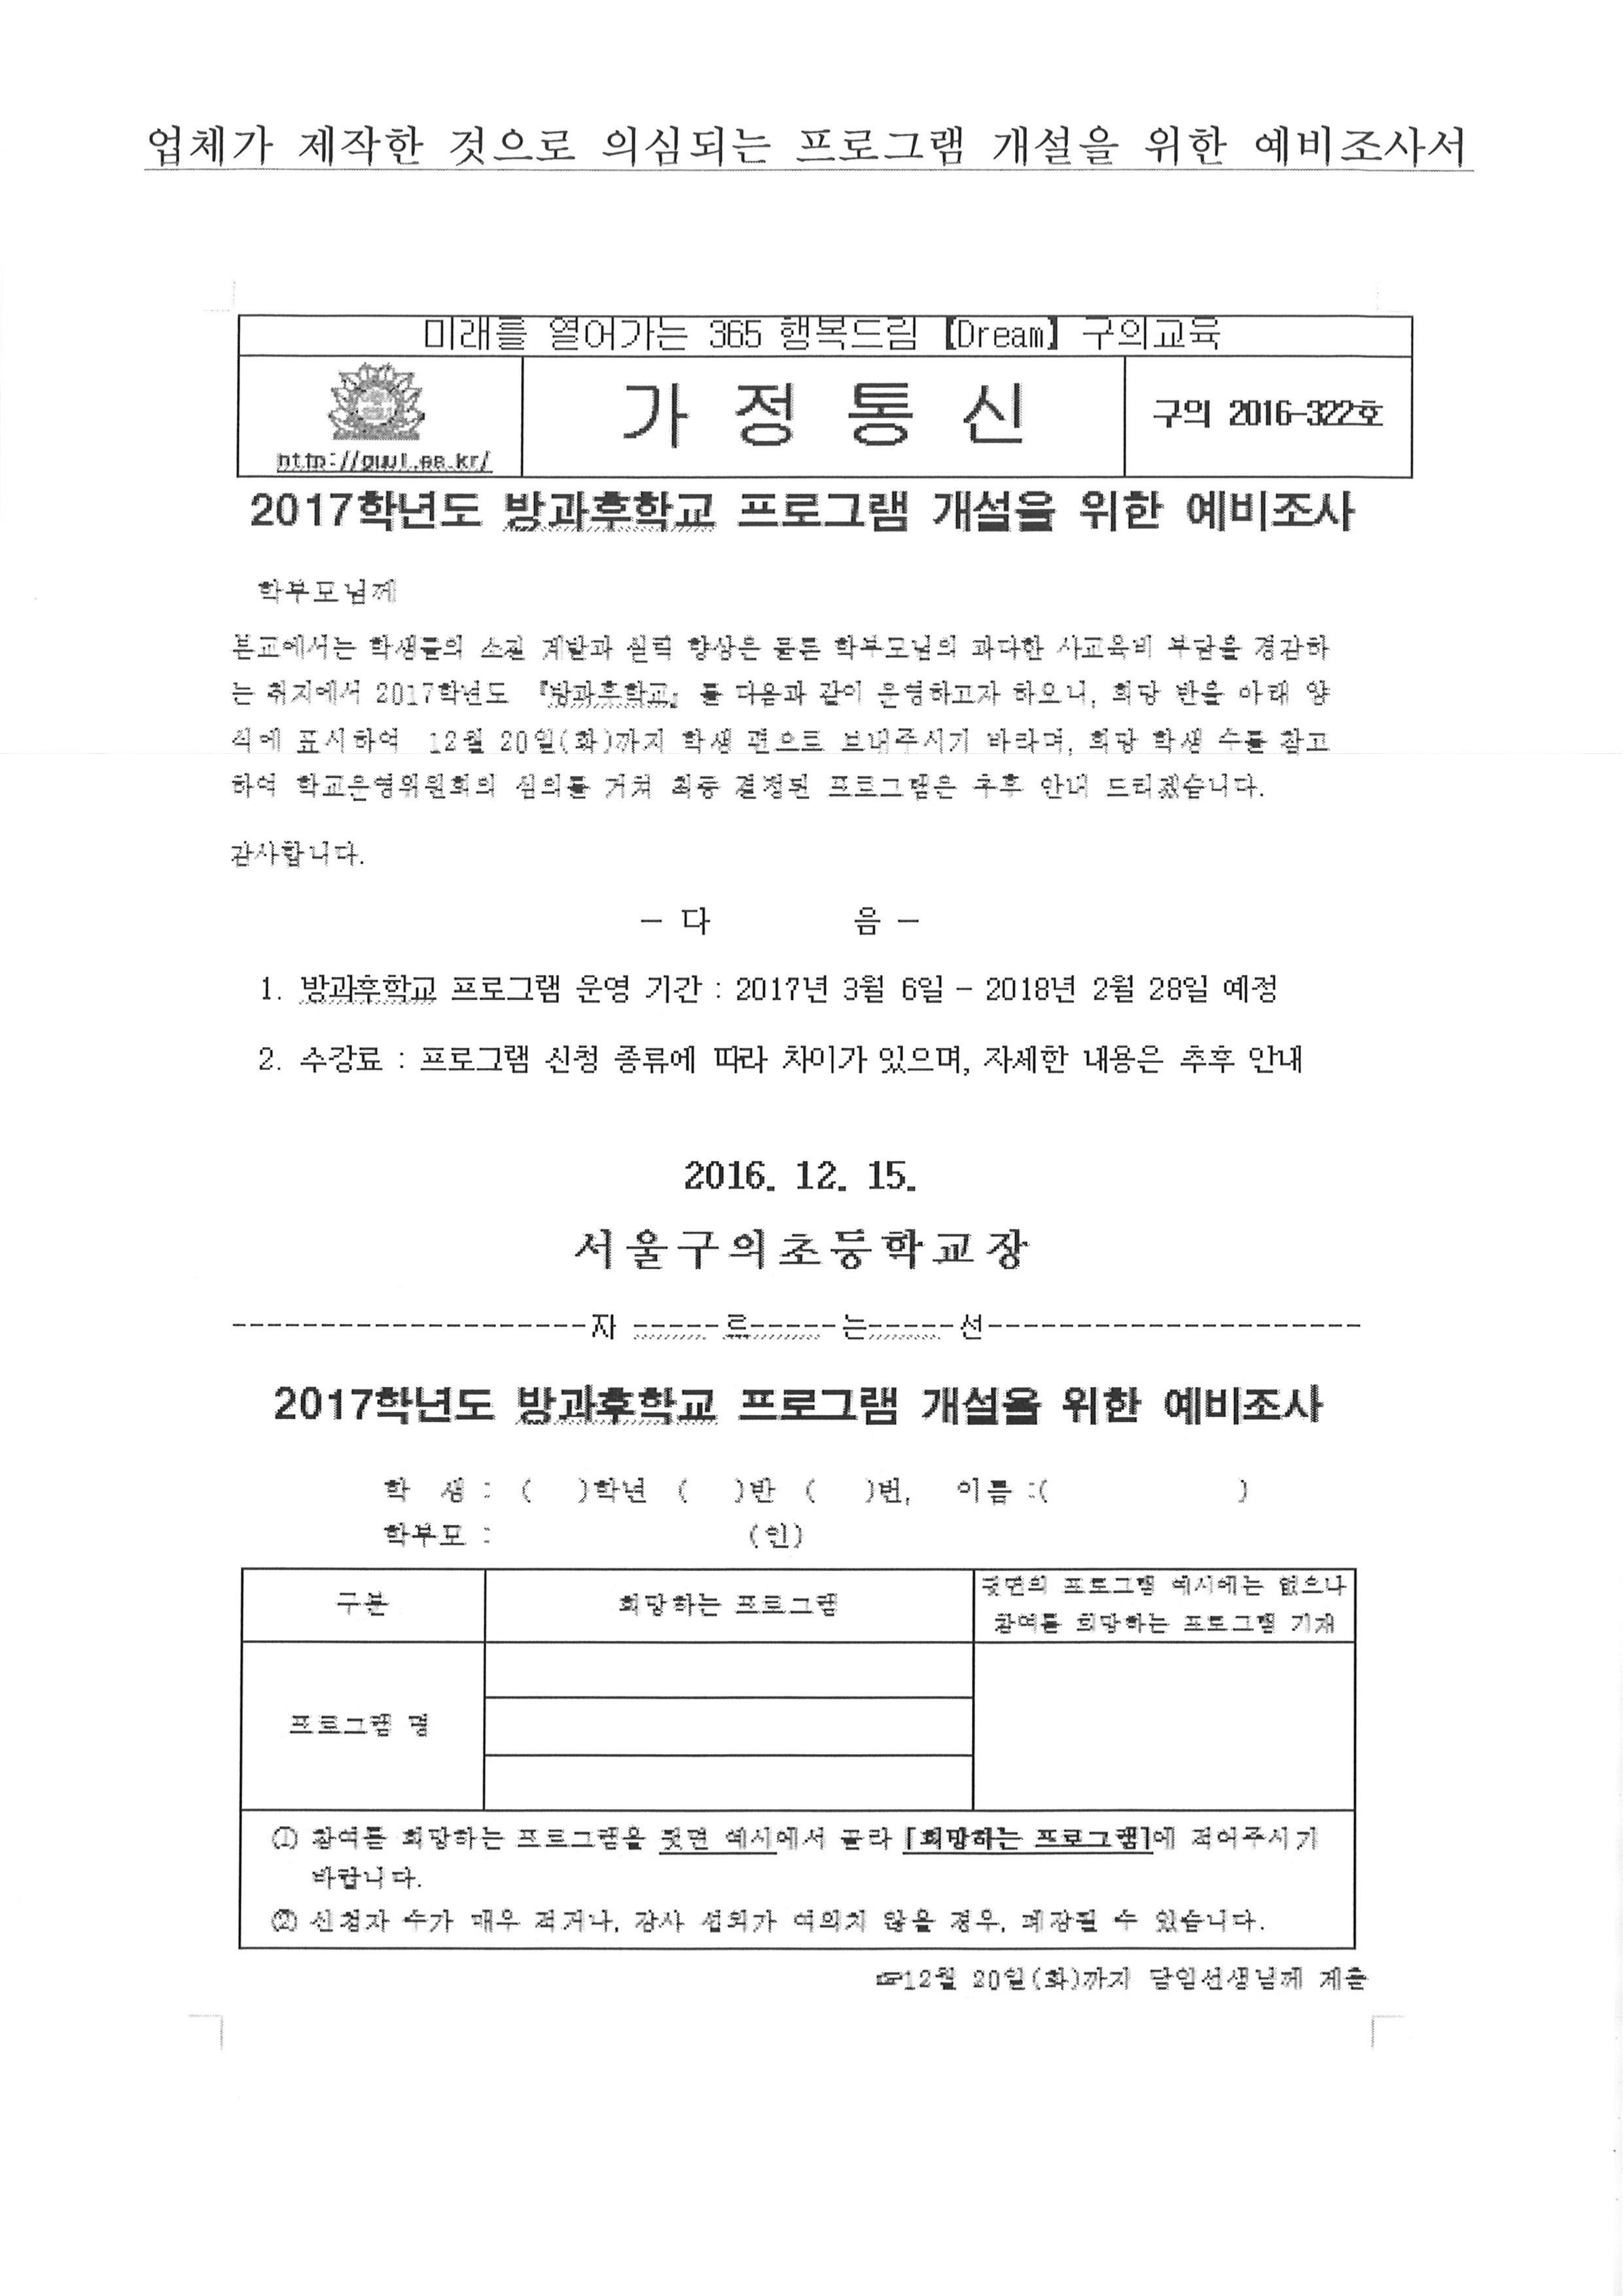 업체가 제작한 것으로 의심되는 프로그램 개설을 위한 예비조사서
미래를 열어가는 365 행복드림 【Dream】 구의교육
가 정 통 신
구의 2016-322호
http://guui.es.kr/
2017학년도 방과후학교 프로그램 개설을 위한 예비조사
학부모님께
본교에서는 학생들의 소질 계발과 실력 향상은 물론 학부모님의 과다한 사교육비 부담을 경감하
는 취지에서 2017학년도 『방과후학교』를 다음과 같이 운영하고자 하오니, 희망 반을 아래 양
식에 표시하여 12월 20일(화)까지 학생 편으로 보내주시기 바라며, 희망 학생 수를 참고
하여 학교운영위원회의 심의를 거쳐 최종 결정된 프로그램은 추후 안내 드리겠습니다.
감사합니다.
- 다 음 -
1. 방과후학교 프로그램 운영 기간 : 2017년 3월 6일 - 2018년 2월 28일 예정
2. 수강료 : 프로그램 신청 종류에 따라 차이가 있으며, 자세한 내용은 추후 안내
2016. 12. 15.
서울구의초등학교장
--------------------자 ------르------는------선----------------------
2017학년도 방과후학교 프로그램 개설을 위한 예비조사
학 생 : ( )학년 ( )반 ( )번, 이름 :( )
학부모 : (인)
구분
희망하는 프로그램
뒷면의 프로그램 예시에는 없으나
참여를 희망하는 프로그램 기재
프로그램 명
① 참여를 희망하는 프로그램을 뒷면 예시에서 골라 [희망하는 프로그램]에 적어주시기
바랍니다.
② 신청자 수가 매우 적거나, 강사 섭외가 여의치 않을 경우, 폐강될 수 있습니다.
☞12월 20일(화)까지 담임선생님께 제출